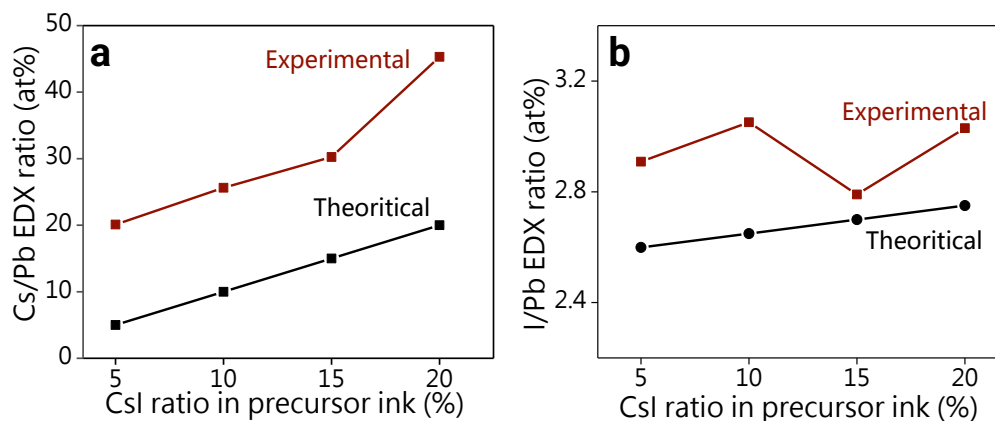 a
Cs/Pb EDX ratio (at%)
50
40
30
20
10
0
Experimental
Theoritical
5 10 15 20
CsI ratio in precursor ink (%)
b
I/Pb EDX ratio (at%)
3.2
2.8
2.4
Experimental
Theoritical
5 10 15 20
CsI ratio in precursor ink (%)